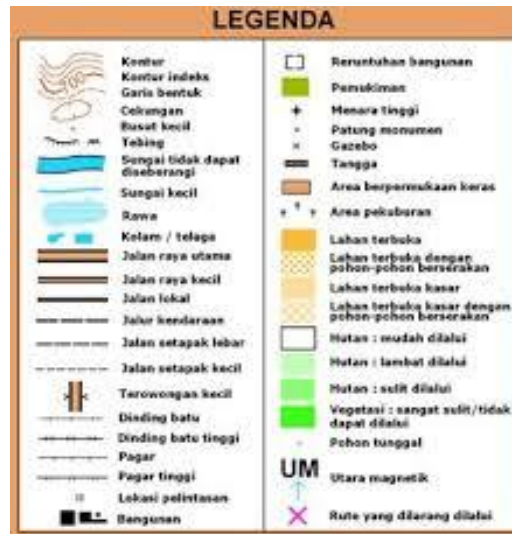 LEGENDA
Kontur
Kontur indeks
Garis bentuk
Cekungan
Busat kecil
Tebing
Sungai tidak dapat
diseberangi
Sungai kecil
Rawa
Kolam / telaga
Jalan raya utama
Jalan raya kecil
Jalan lokal
Jalur kendaraan
Jalan setapak lebar
Jalan setapak kecil
Terowongan kecil
Dinding batu
Dinding batu tinggi
Pagar
Pagar tinggi
Lokasi pelintasan
Bangunan
Reruntuhan bangunan
Pemukiman
Menara tinggi
Patung monumen
Gazebo
Tangga
Area berpermukaan keras
Area pekuburan
Lahan terbuka
Lahan terbuka dengan
pohon-pohon berserakan
Lahan terbuka kasar
Lahan terbuka kasar dengan
pohon-pohon berserakan
Hutan : mudah dilalui
Hutan : lambat dilalui
Hutan : sulit dilalui
Vegetasi : sangat sulit/tidak
dapat dilalui
Pohon tunggal
UM Utara magnetik
Rute yang dilarang dilalui